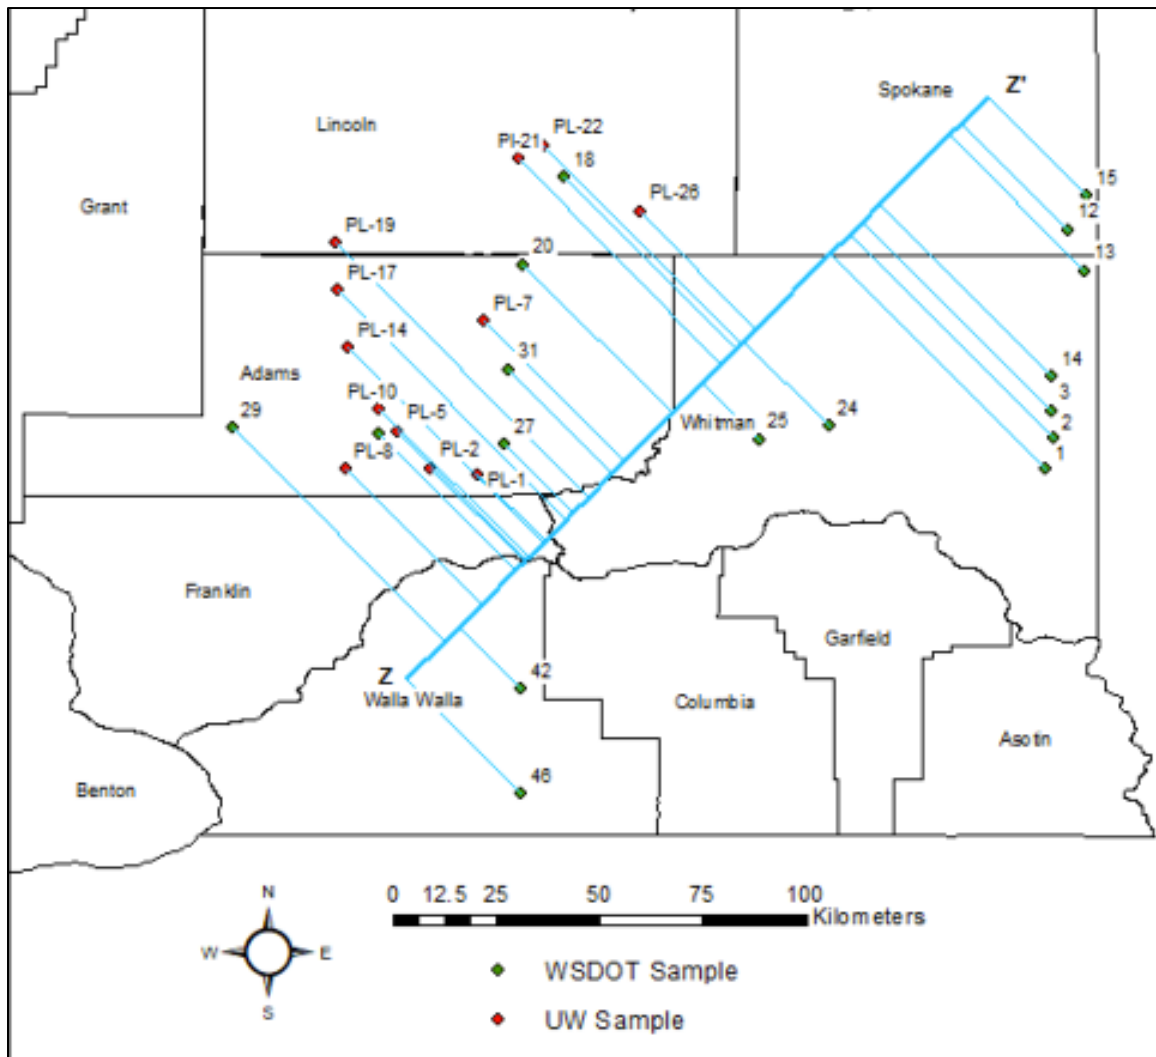 Spokane
Z'
Lincoln
PL-22
PI-21
18
PL-26
15
12
Grant
PL-19
20
13
PL-17
PL-7
PL-14
31
14
Adams
PL-10
3
29
PL-5
27
Whitman
25
24
2
PL-8
PL-2
PL-1
1
Franklin
Garfield
Z
42
Walla Walla
Columbia
Asotin
Benton
46
0 12.5 25 50 75 100
Kilometers
N
W E
S
WSDOT Sample
UW Sample